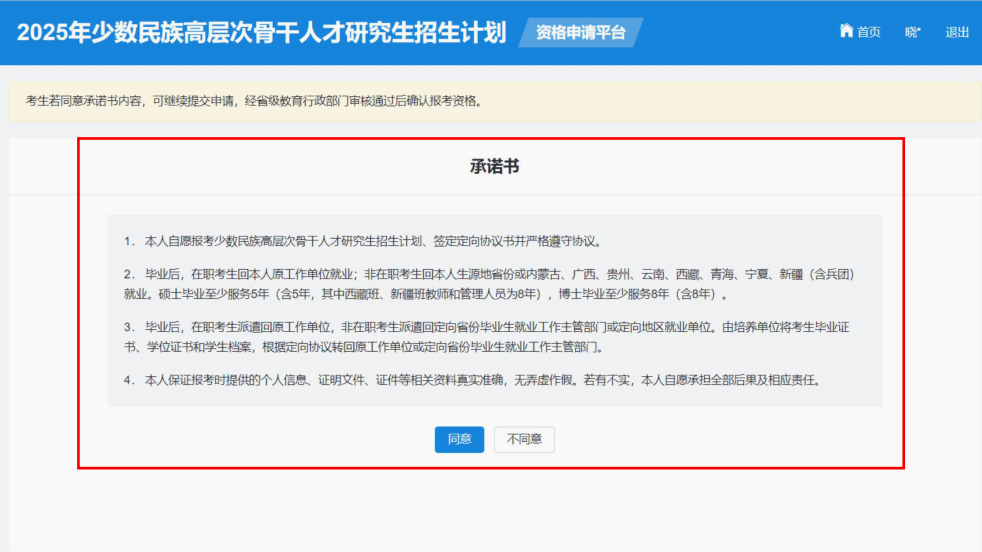 2025年少数民族高层次骨干人才研究生招生计划 资格申请平台 首页 晓* 退出
考生若同意承诺书内容，可继续提交申请，经省级教育行政部门审核通过后确认报考资格。
承诺书
1. 本人自愿报考少数民族高层次骨干人才研究生招生计划、签定定向协议书并严格遵守协议。
2. 毕业后，在职考生回本人原工作单位就业；非在职考生回本人生源地省份或内蒙古、广西、贵州、云南、西藏、青海、宁夏、新疆（含兵团）
就业。硕士毕业至少服务5年（含5年，其中西藏班、新疆班教师和管理人员为8年），博士毕业至少服务8年（含8年）。
3. 毕业后，在职考生派遣回原工作单位，非在职考生派遣回定向省份毕业生就业工作主管部门或定向地区就业单位。由培养单位将考生毕业证
书、学位证书和学生档案，根据定向协议转回原工作单位或定向省份毕业生就业工作主管部门。
4. 本人保证报考时提供的个人信息、证明文件、证件等相关资料真实准确，无弄虚作假。若有不实，本人自愿承担全部后果及相应责任。
同意 不同意